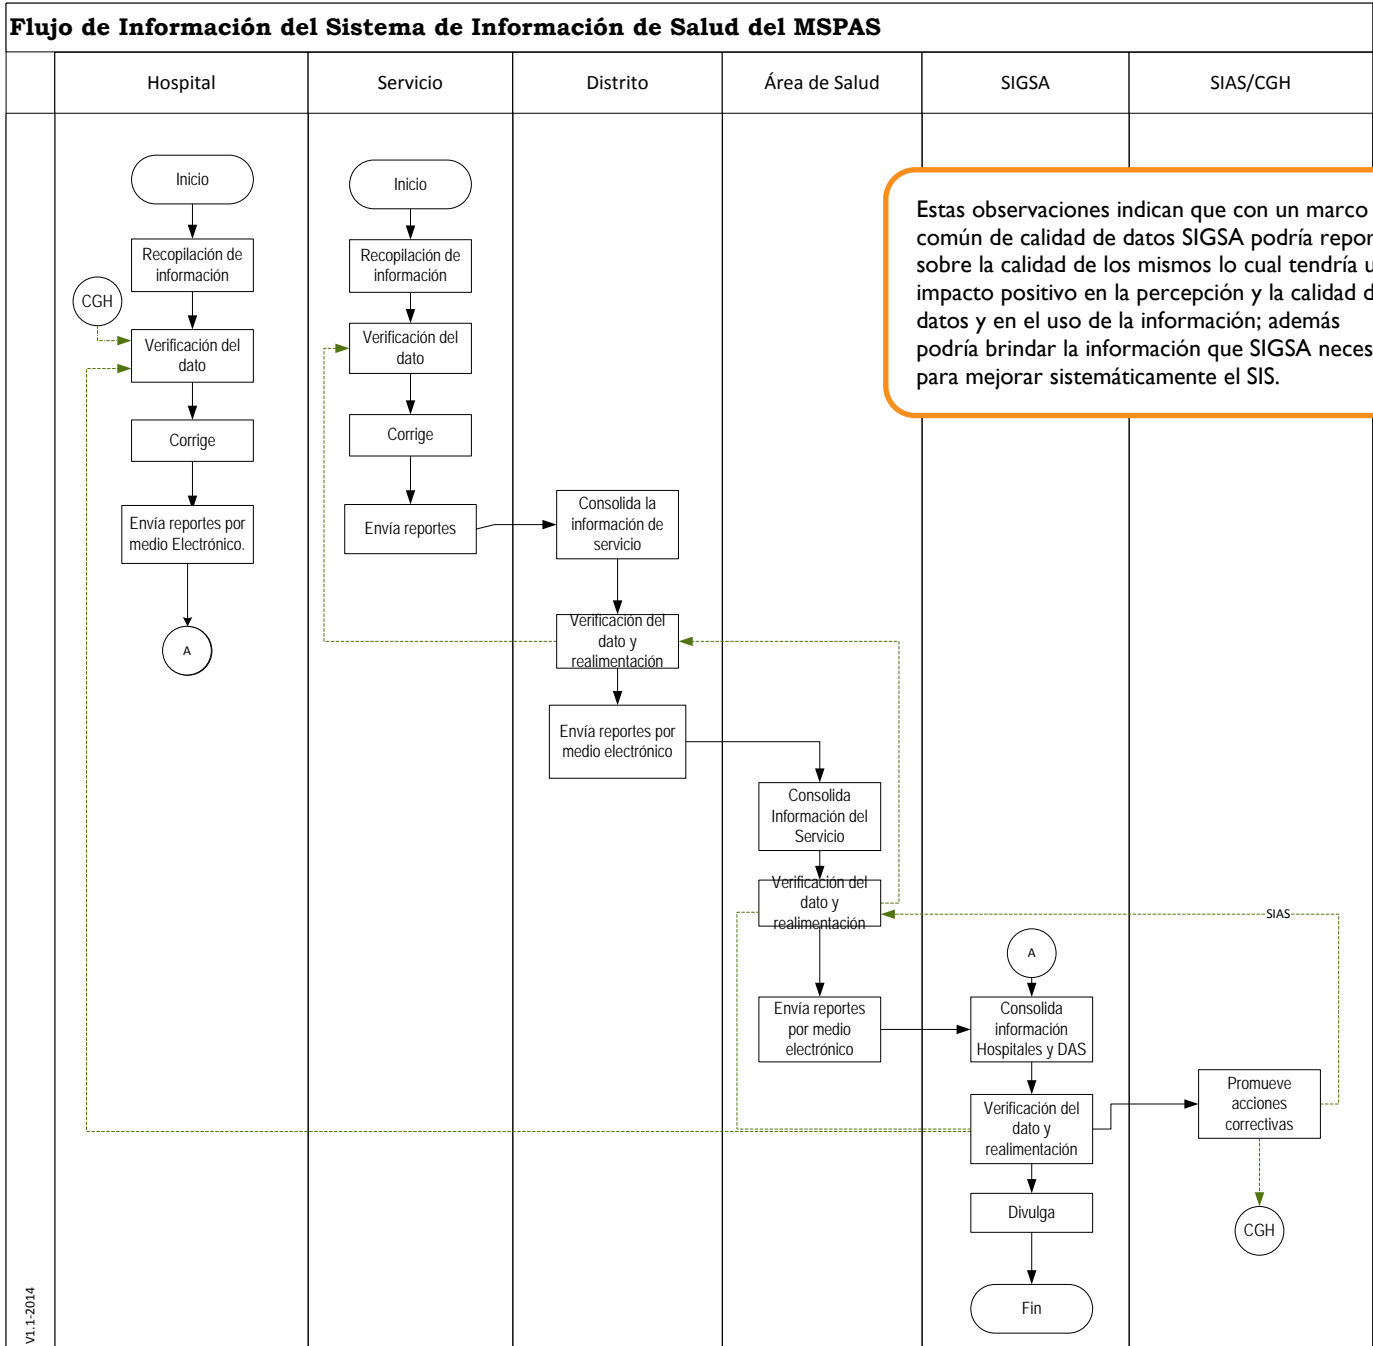 Flujo de Información del Sistema de Información de Salud del MSPAS
Hospital
Servicio
Distrito
Área de Salud
SIGSA
SIAS/CGH
Inicio
Recopilación de
información
CGH
Verificación del
dato
Corrige
Envía reportes por
medio Electrónico.
A
Inicio
Recopilación de
información
Verificación del
dato
Corrige
Envía reportes
Consolida la
información de
servicio
Verificación del
dato y
realimentación
Envía reportes por
medio electrónico
Consolida
Información del
Servicio
Verificación del
dato y
realimentación
Envía reportes
por medio
electrónico
Estas observaciones indican que con un marco
común de calidad de datos SIGSA podría
sobre la calidad de los mismos lo cual tendría
impacto positivo en la percepción y la calidad
datos y en el uso de la información; además
podría brindar la información que SIGSA
para mejorar sistemáticamente el SIS.
A
Consolida
información
Hospitales y DAS
Verificación del
dato y
realimentación
Divulga
Fin
SIAS
Promueve
acciones
correctivas
CGH
V1.1-2014